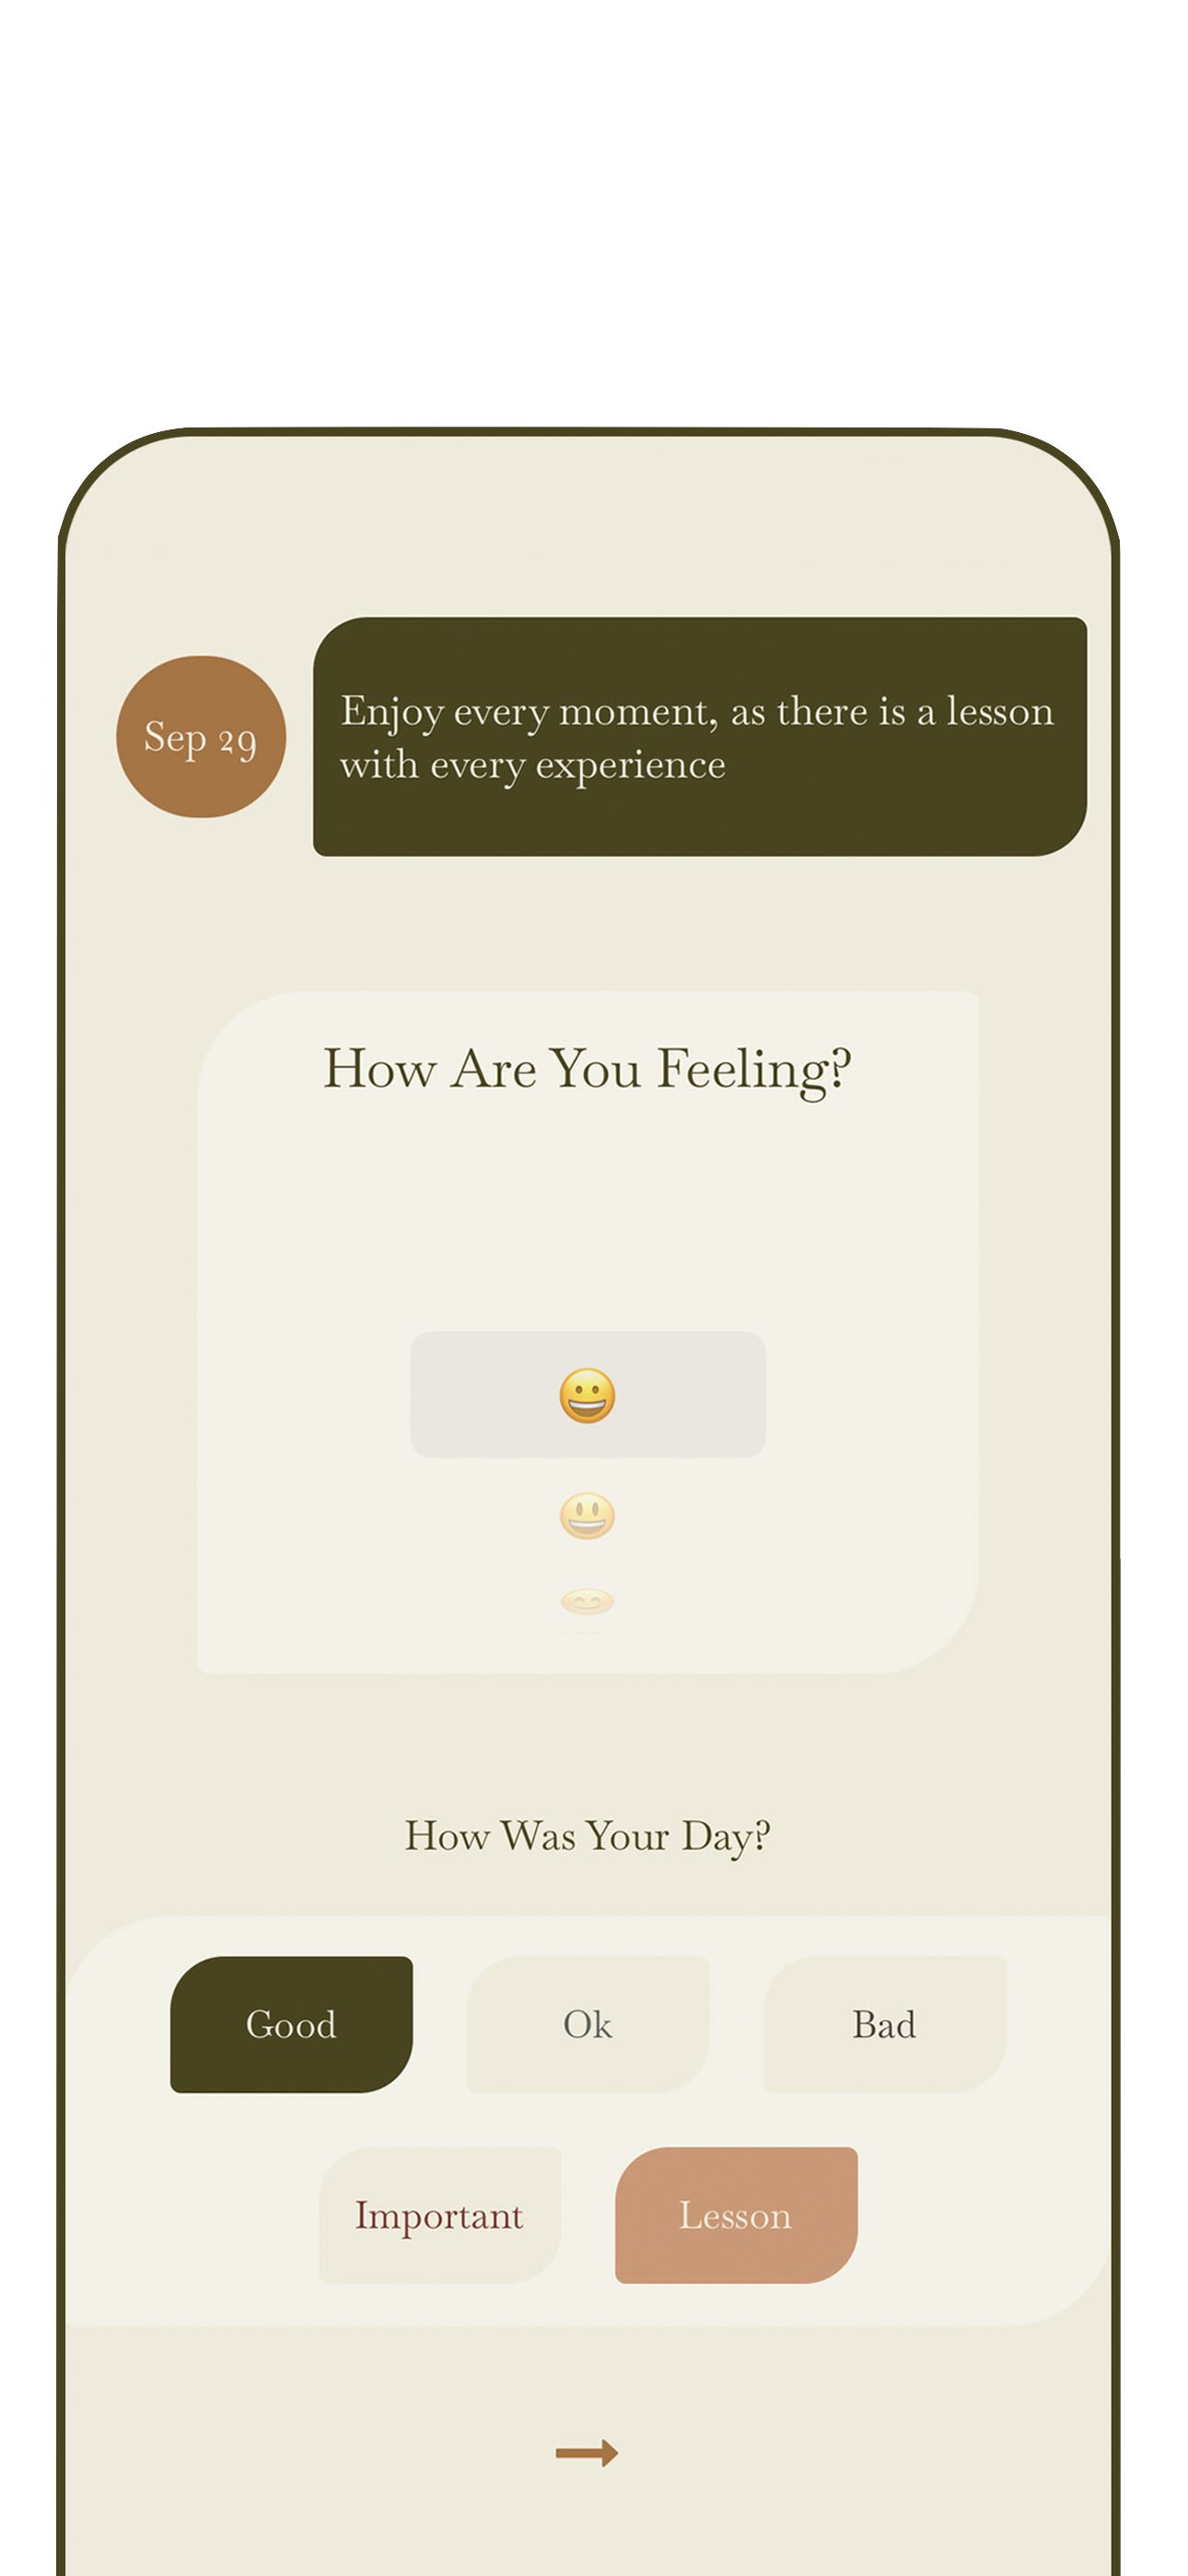 Sep 29
Enjoy every moment, as there is a lesson
with every experience
How Are You Feeling?
How Was Your Day?
Good
Ok
Bad
Important
Lesson